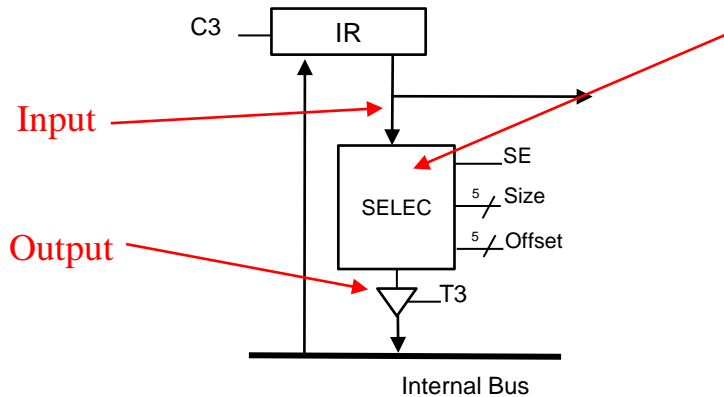 C3
IR
Input
SE
5
Size
SELEC
5
Offset
Output
T3
Internal Bus